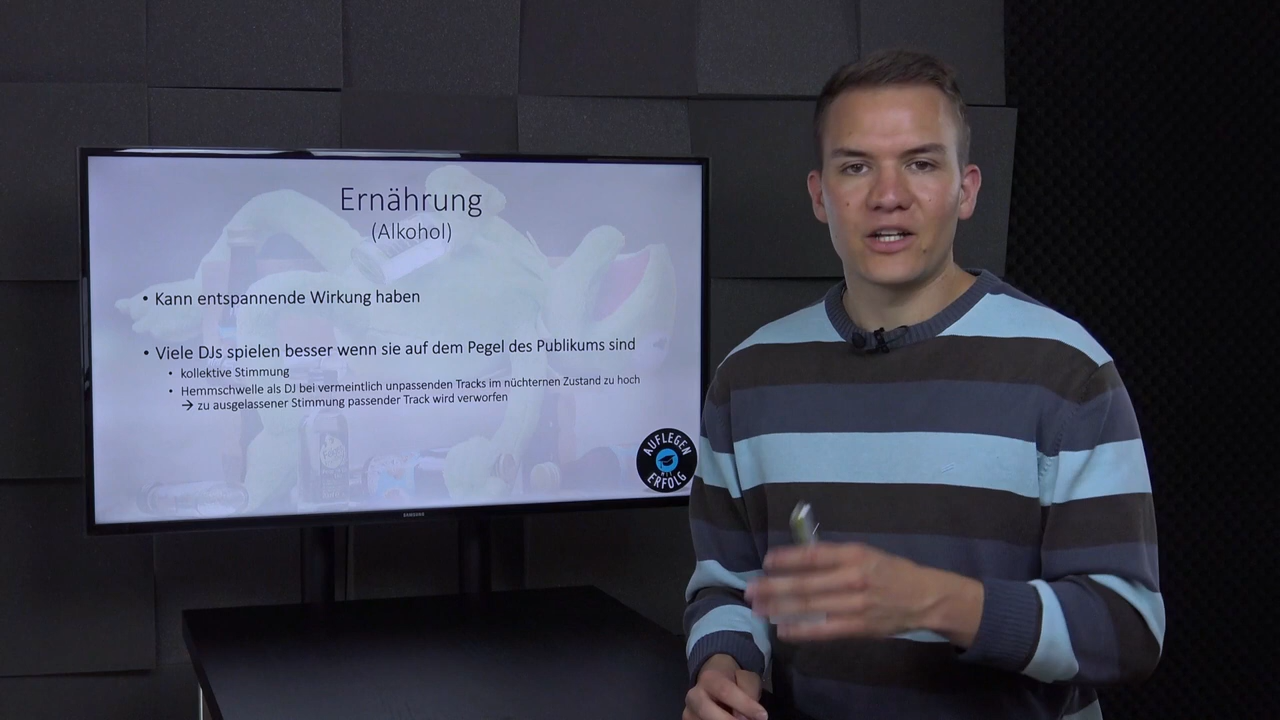 Ernährung
(Alkohol)
• Kann entspannende Wirkung haben
• Viele DJs spielen besser wenn sie auf dem Pegel des Publikums sind
• kollektive Stimmung
• Hemmschwelle als DJ bei vermeintlich unpassenden Tracks im nüchternen Zustand zu hoch
→ zu ausgelassener Stimmung passender Track wird verworfen
AUFLEGEN
MIT
ERFOLG
SAMSUNG